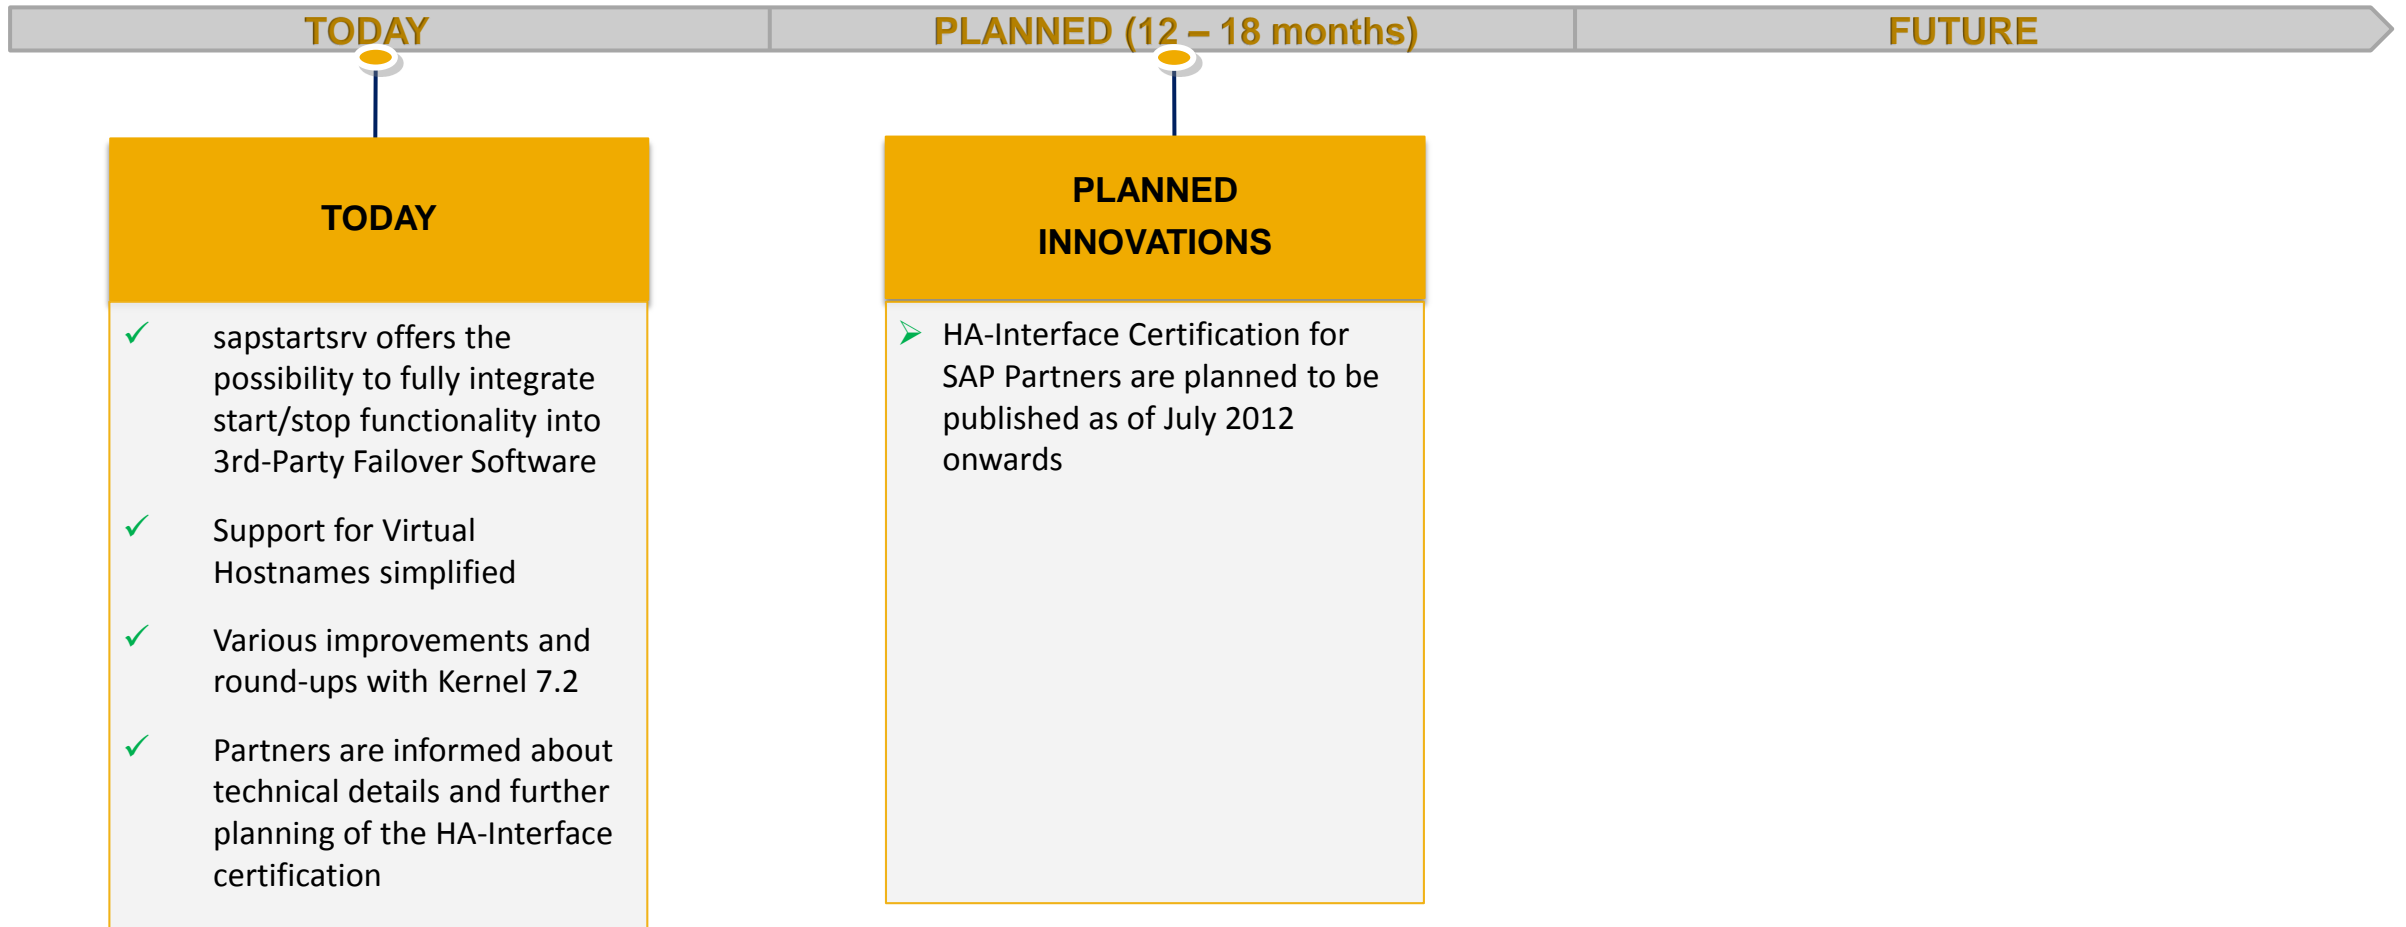 TODAY
PLANNED (12 – 18 months)
FUTURE
TODAY
sapstartsrv offers the
possibility to fully integrate
start/stop functionality into
3rd-Party Failover Software
Support for Virtual
Hostnames simplified
Various improvements and
round-ups with Kernel 7.2
Partners are informed about
technical details and further
planning of the HA-Interface
certification
PLANNED
INNOVATIONS
HA-Interface Certification for
SAP Partners are planned to be
published as of July 2012
onwards